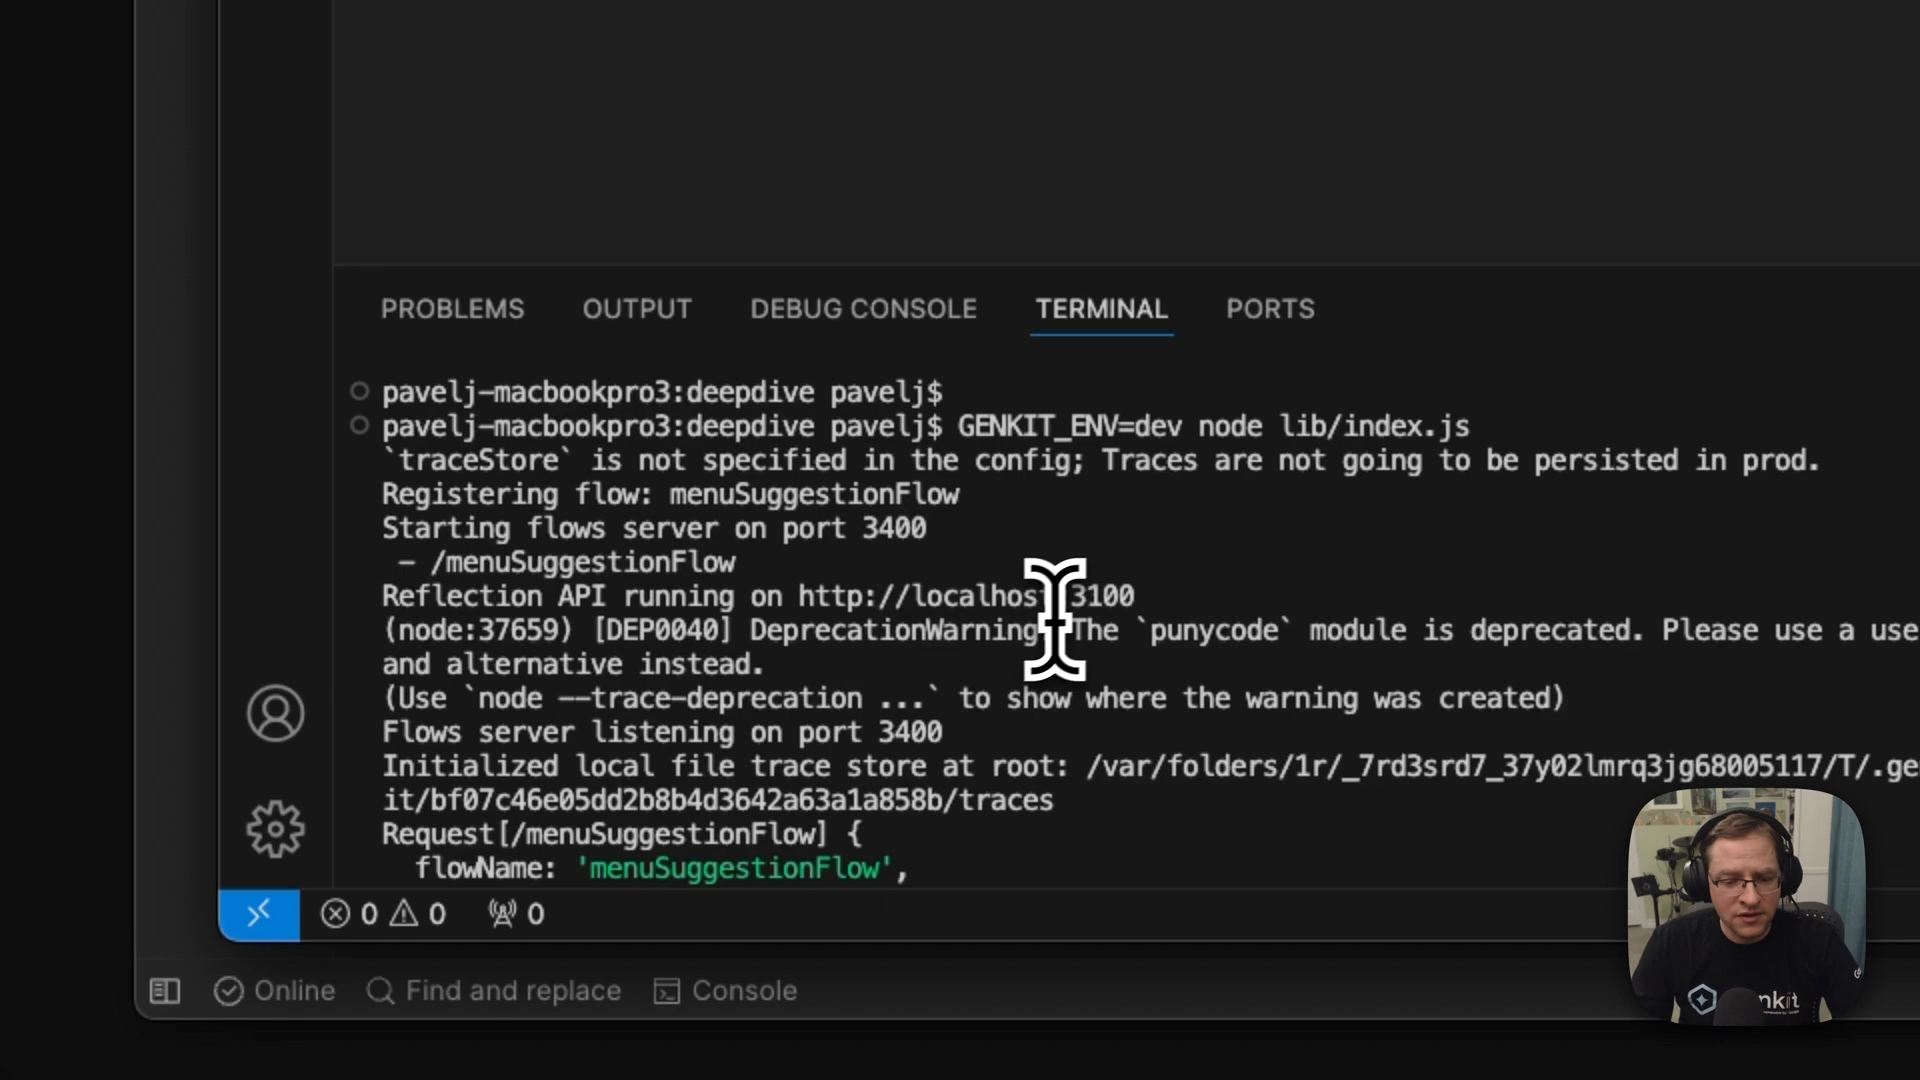 PROBLEMS OUTPUT DEBUG CONSOLE TERMINAL PORTS
pavelj-macbookpro3:deepdive pavelj$
pavelj-macbookpro3:deepdive pavelj$ GENKIT_ENV=dev node lib/index.js
`traceStore` is not specified in the config; Traces are not going to be persisted in prod.
Registering flow: menuSuggestionFlow
Starting flows server on port 3400
– /menuSuggestionFlow
Reflection API running on http://localhost 3100
(node:37659) [DEP0040] DeprecationWarning The `punycode` module is deprecated. Please use a use
and alternative instead.
(Use `node --trace-deprecation ...` to show where the warning was created)
Flows server listening on port 3400
Initialized local file trace store at root: /var/folders/1r/_7rd3srd7_37y02lmrq3jg68005117/T/.ge
it/bf07c46e05dd2b8b4d3642a63a1a858b/traces
Request[/menuSuggestionFlow] {
flowName: 'menuSuggestionFlow',
0 0 0
Online Find and replace Console
nkit